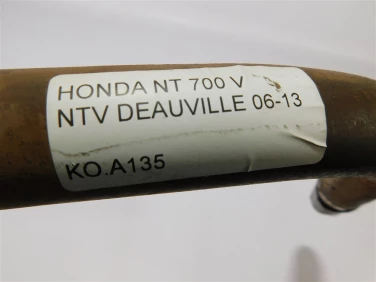 HONDA NT 700 V
NTV DEAUVILLE 06-13
KO.A135